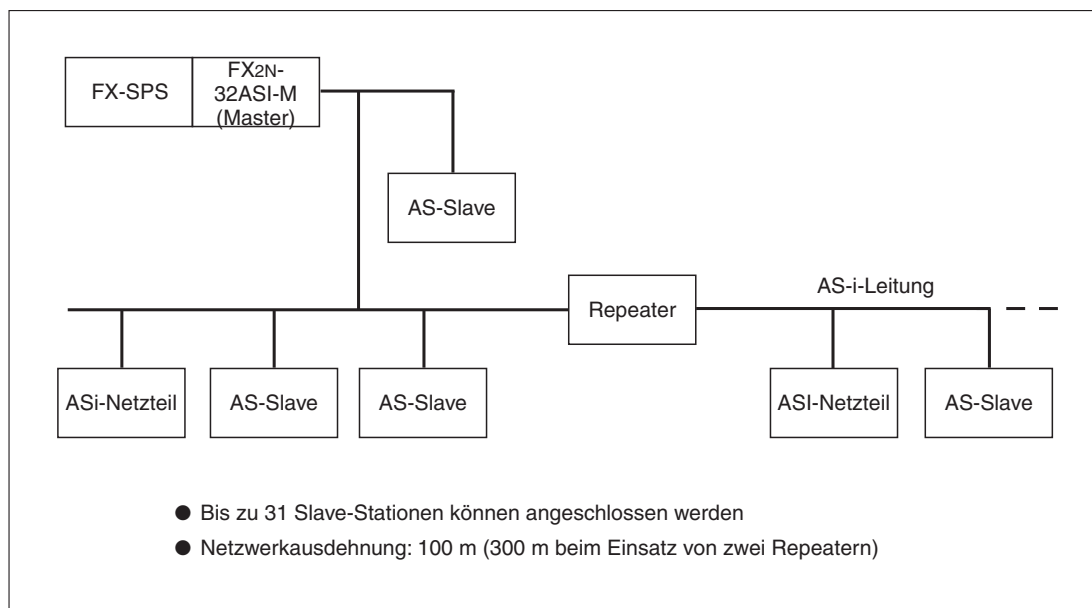 FX-SPS
FX2N-
32ASI-M
(Master)
AS-Slave
AS-i-Leitung
Repeater
ASi-Netzteil
AS-Slave
AS-Slave
ASI-Netzteil
AS-Slave
● Bis zu 31 Slave-Stationen können angeschlossen werden
● Netzwerkausdehnung: 100 m (300 m beim Einsatz von zwei Repeatern)